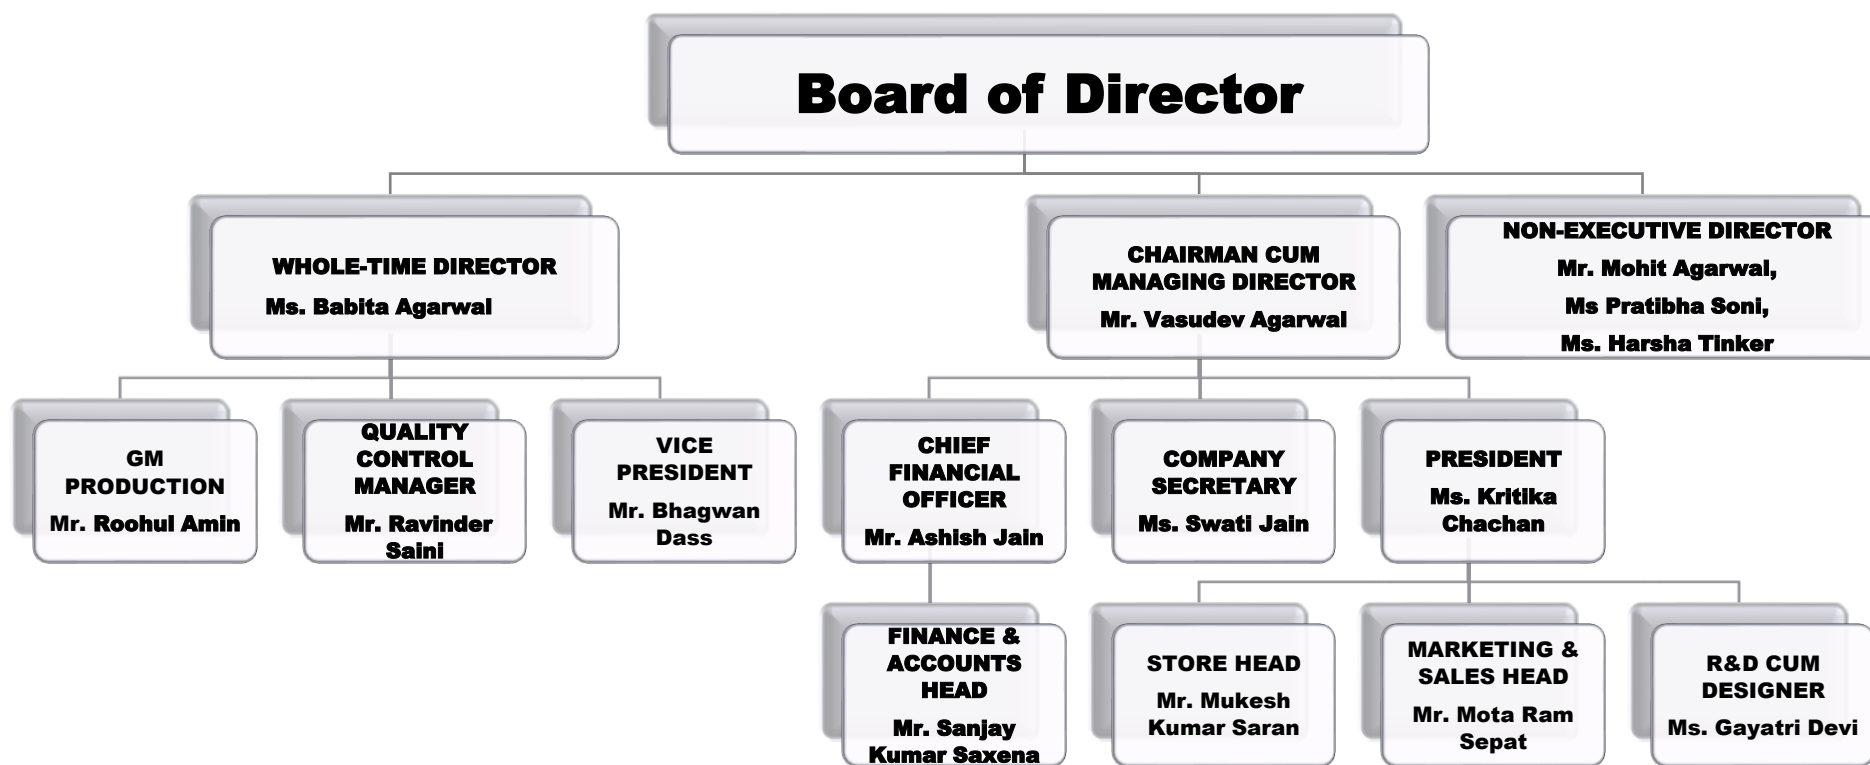 Board of Director
WHOLE-TIME DIRECTOR
Ms. Babita Agarwal
CHAIRMAN CUM
MANAGING DIRECTOR
Mr. Vasudev Agarwal
NON-EXECUTIVE DIRECTOR
Mr. Mohit Agarwal,
Ms Pratibha Soni,
Ms. Harsha Tinker
GM
PRODUCTION
Mr. Roohul Amin
QUALITY
CONTROL
MANAGER
Mr. Ravinder
Saini
VICE
PRESIDENT
Mr. Bhagwan
Dass
CHIEF
FINANCIAL
OFFICER
Mr. Ashish Jain
COMPANY
SECRETARY
Ms. Swati Jain
PRESIDENT
Ms. Kritika
Chachan
FINANCE &
ACCOUNTS
HEAD
Mr. Sanjay
Kumar Saxena
STORE HEAD
Mr. Mukesh
Kumar Saran
MARKETING &
SALES HEAD
Mr. Mota Ram
Sepat
R&D CUM
DESIGNER
Ms. Gayatri Devi